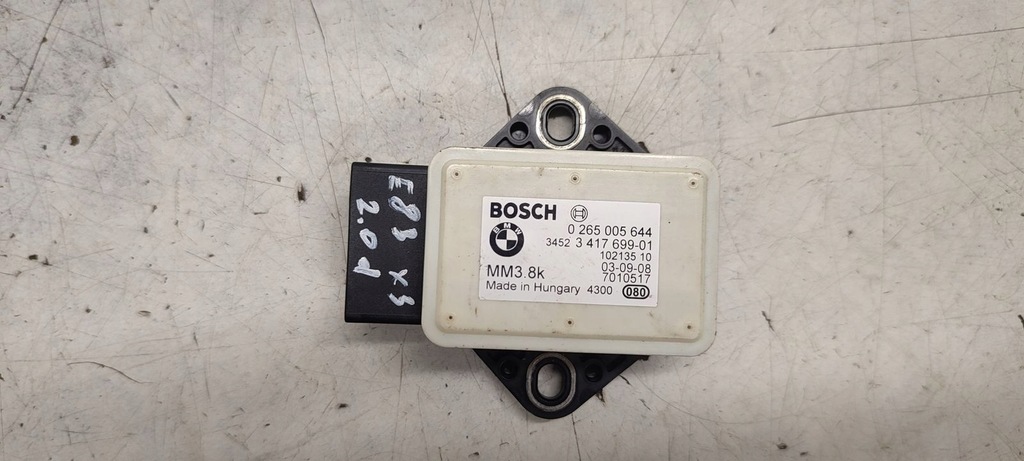 BOSCH
BMW
0 265 005 644
3452 3 417 699-01
102135 10
03-09-08
MM3.8k
7010517
Made in Hungary 4300 080
E83 X3
2.0d